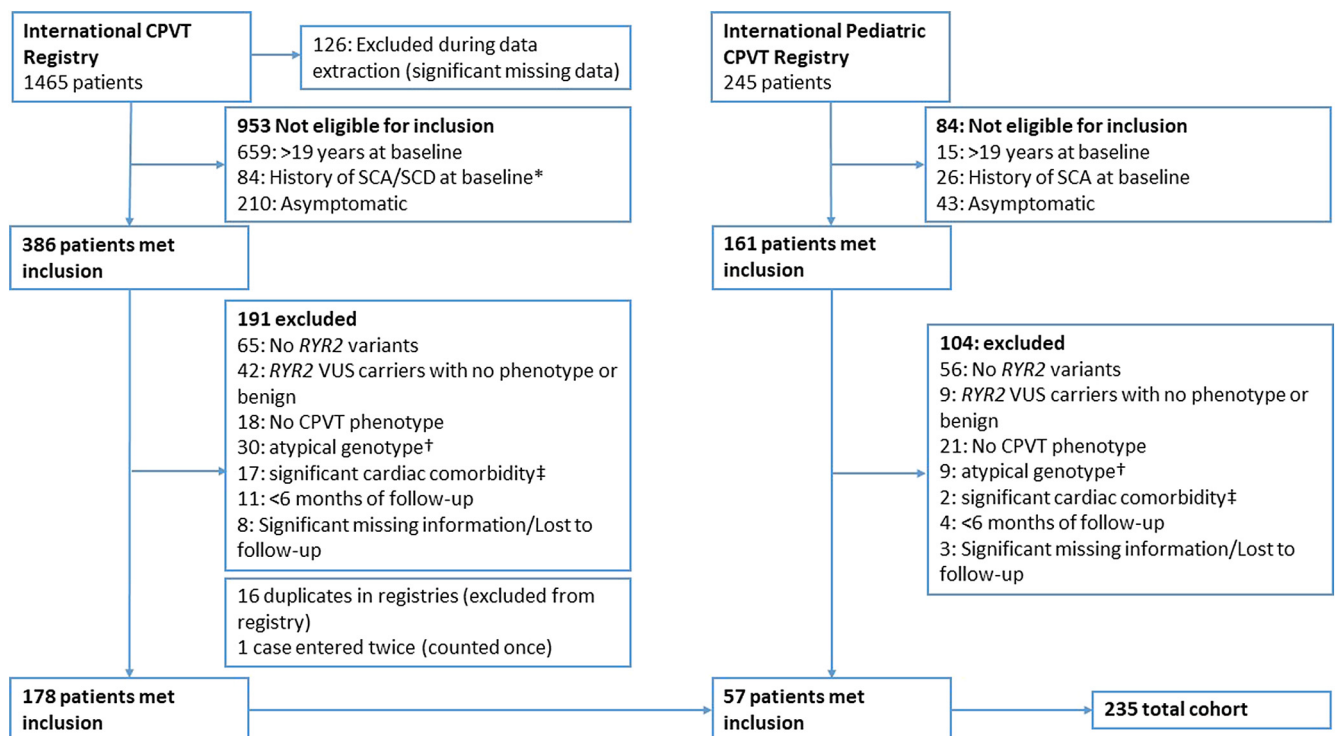 International CPVT
Registry
1465 patients
126: Excluded during data
extraction (significant missing data)
953 Not eligible for inclusion
659: >19 years at baseline
84: History of SCA/SCD at baseline*
210: Asymptomatic
386 patients met
inclusion
191 excluded
65: No RYR2 variants
42: RYR2 VUS carriers with no phenotype or
benign
18: No CPVT phenotype
30: atypical genotype†
17: significant cardiac comorbidity‡
11: <6 months of follow-up
8: Significant missing information/Lost to
follow-up
16 duplicates in registries (excluded from
registry)
1 case entered twice (counted once)
178 patients met
inclusion
International Pediatric
CPVT Registry
245 patients
84: Not eligible for inclusion
15: >19 years at baseline
26: History of SCA at baseline
43: Asymptomatic
161 patients met
inclusion
104: excluded
56: No RYR2 variants
9: RYR2 VUS carriers with no phenotype or
benign
21: No CPVT phenotype
9: atypical genotype†
2: significant cardiac comorbidity‡
4: <6 months of follow-up
3: Significant missing information/Lost to
follow-up
57 patients met
inclusion
235 total cohort